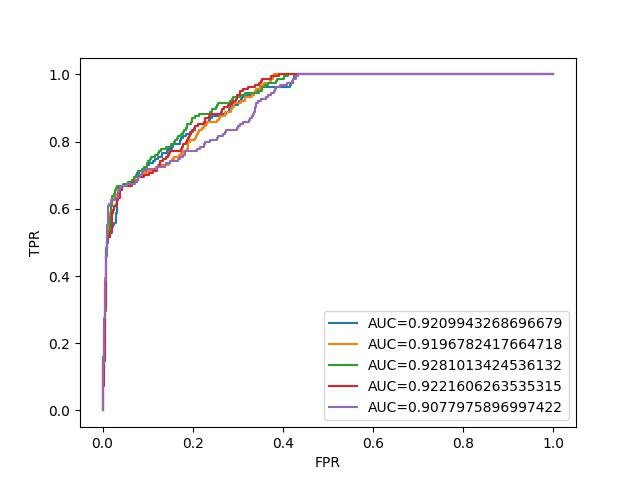 1.0
0.8
0.6
0.4
0.2
0.0
TPR
AUC=0.9209943268696679
AUC=0.9196782417664718
AUC=0.9281013424536132
AUC=0.9221606263535315
AUC=0.9077975896997422
0.0 0.2 0.4 0.6 0.8 1.0
FPR